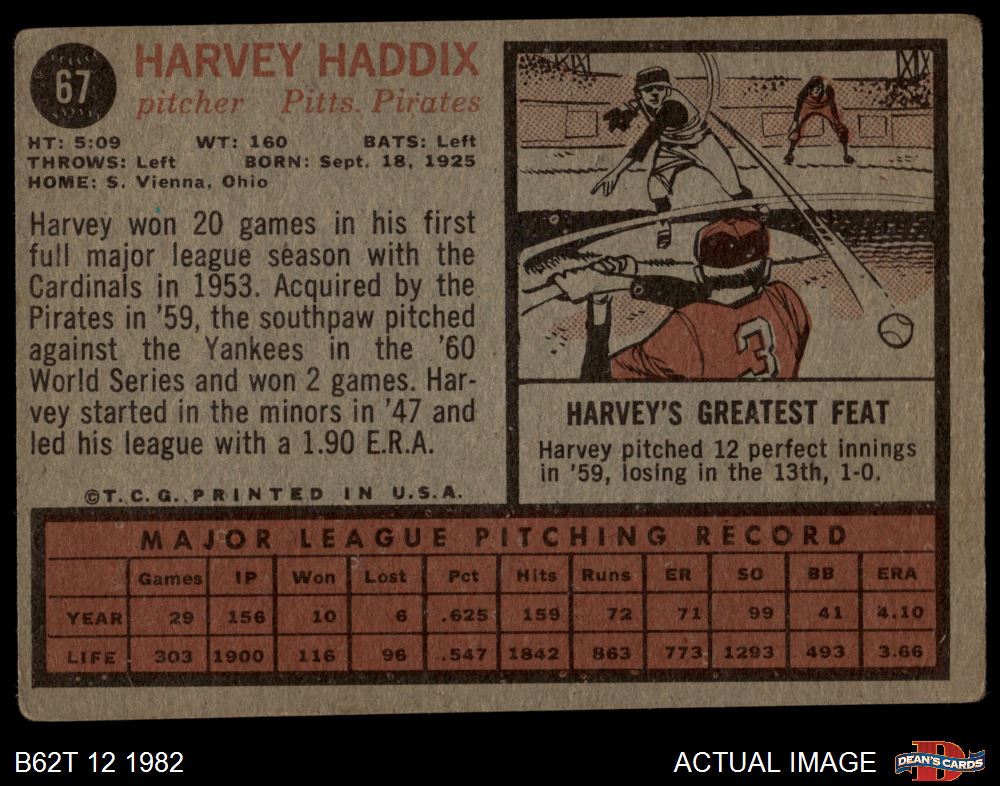 67
HARVEY HADDIX
pitcher Pitts. Pirates
HT: 5:09 WT: 160 BATS: Left
THROWS: Left BORN: Sept. 18, 1925
HOME: S. Vienna, Ohio
Harvey won 20 games in his first
full major league season with the
Cardinals in 1953. Acquired by the
Pirates in '59, the southpaw pitched
against the Yankees in the '60
World Series and won 2 games. Har-
vey started in the minors in '47 and
led his league with a 1.90 E.R.A.
©T.C.G. PRINTED IN U.S.A.
3
HARVEY'S GREATEST FEAT
Harvey pitched 12 perfect innings
in '59, losing in the 13th, 1-0.
MAJOR LEAGUE PITCHING RECORD
Games IP Won Lost Pct Hits Runs ER SO BB ERA
YEAR 29 156 10 6 .625 159 72 71 99 41 4.10
LIFE 303 1900 116 96 .547 1842 863 773 1293 493 3.66
B62T 12 1982 ACTUAL IMAGE
D
DEAN'S CARDS